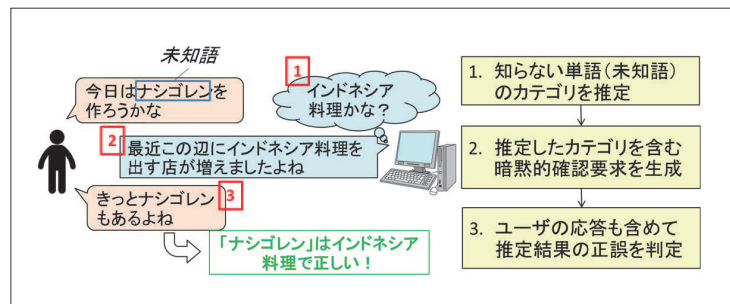 未知語
今日はナシゴレンを
作ろうかな
1
インドネシア
料理かな？
2
最近この辺にインドネシア料理を
出す店が増えましたよね
きっとナシゴレン
もあるよね
3
「ナシゴレン」はインドネシア
料理で正しい！
1. 知らない単語（未知語）
のカテゴリを推定
2. 推定したカテゴリを含む
暗黙的確認要求を生成
3. ユーザの応答も含めて
推定結果の正誤を判定